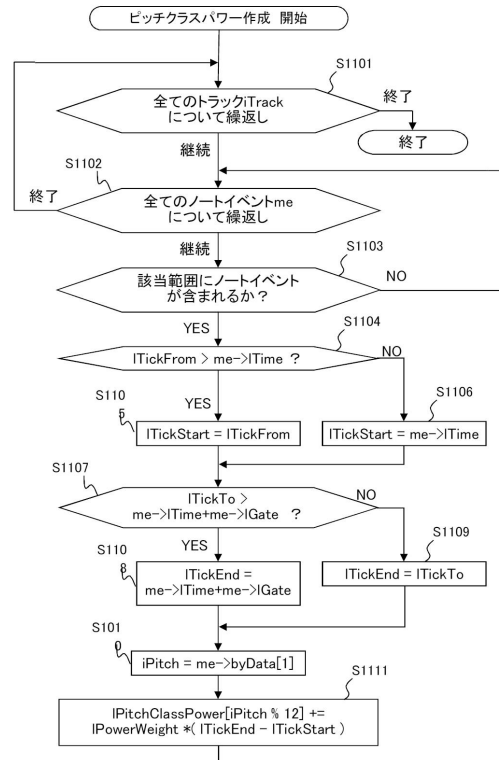 ピッチクラスパワー作成 開始
S1101
全てのトラックiTrack
について繰返し
終了
終了
継続
S1102
終了
全てのノートイベントme
について繰返し
継続
S1103
該当範囲にノートイベント
が含まれるか？
NO
YES
S1104
lTickFrom > me->lTime ？
NO
YES
S110
5
lTickStart = lTickFrom
S1106
lTickStart = me->lTime
S1107
lTickTo >
me->lTime+me->lGate ？
NO
YES
S110
8
lTickEnd =
me->lTime+me->lGate
S1109
lTickEnd = lTickTo
S101
0
iPitch = me->byData[1]
S1111
lPitchClassPower[iPitch % 12] +=
lPowerWeight *( lTickEnd − lTickStart )